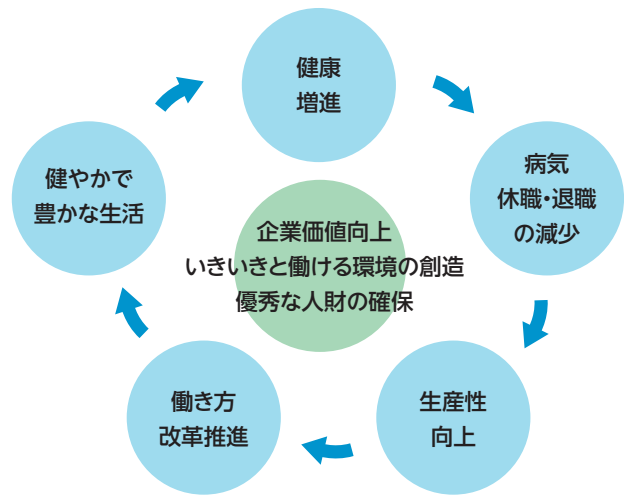 健康
増進
病気
休職・退職
の減少
生産性
向上
働き方
改革推進
健やかで
豊かな生活
企業価値向上
いきいきと働ける環境の創造
優秀な人財の確保